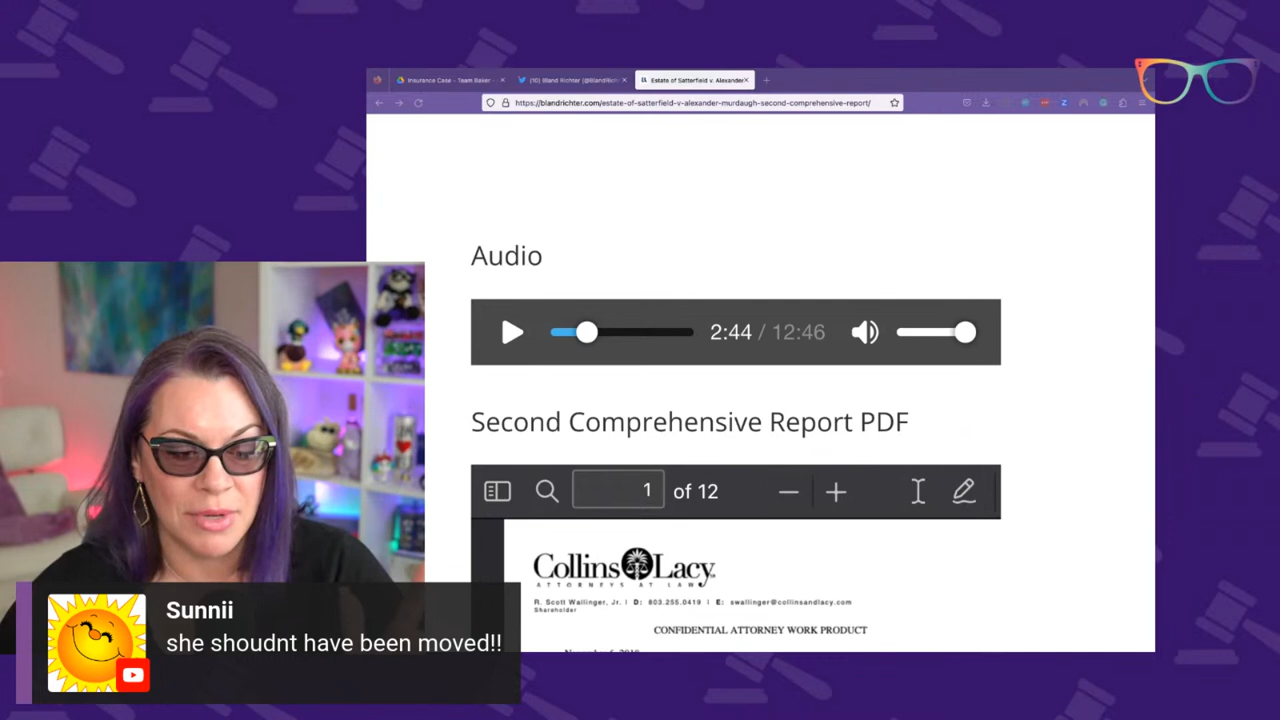 Insurance Case - Team Baker -
(10) Bland Richter (@BlandRich
Estate of Satterfield v. Alexander
https://blandrichter.com/estate-of-satterfield-v-alexander-murdaugh-second-comprehensive-report/
Audio
2:44 / 12:46
Second Comprehensive Report PDF
1 of 12
Collins Lacy
ATTORNEYS AT LAW
R. Scott Wallinger, Jr. | D: 803.255.0419 | E: swallinger@collinsandlacy.com
Shareholder
CONFIDENTIAL ATTORNEY WORK PRODUCT
Sunnii
she shoudnt have been moved!!